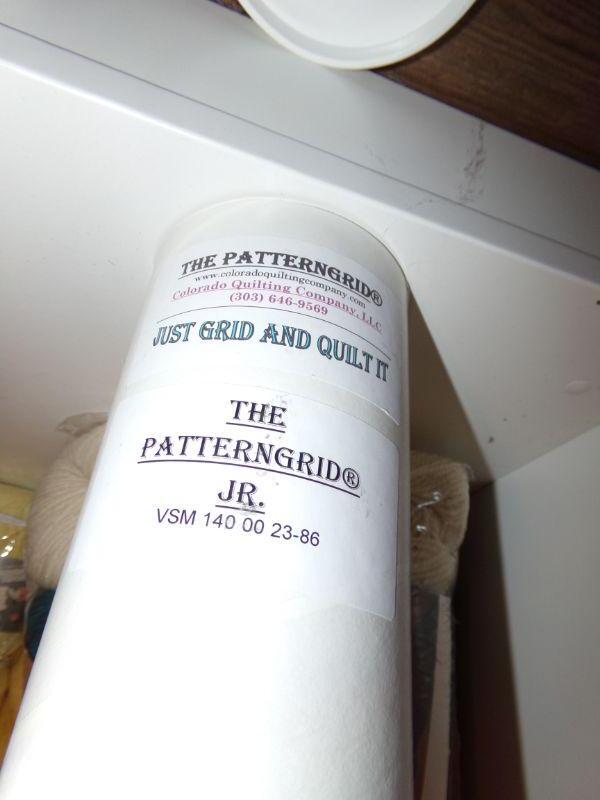 THE PATTERNGRID®
www.coloradoquiltingcompany.com
Colorado Quilting Company, LLC
(303) 646-9569
JUST GRID AND QUILT IT
THE
PATTERNGRID®
JR.
VSM 140 00 23-86